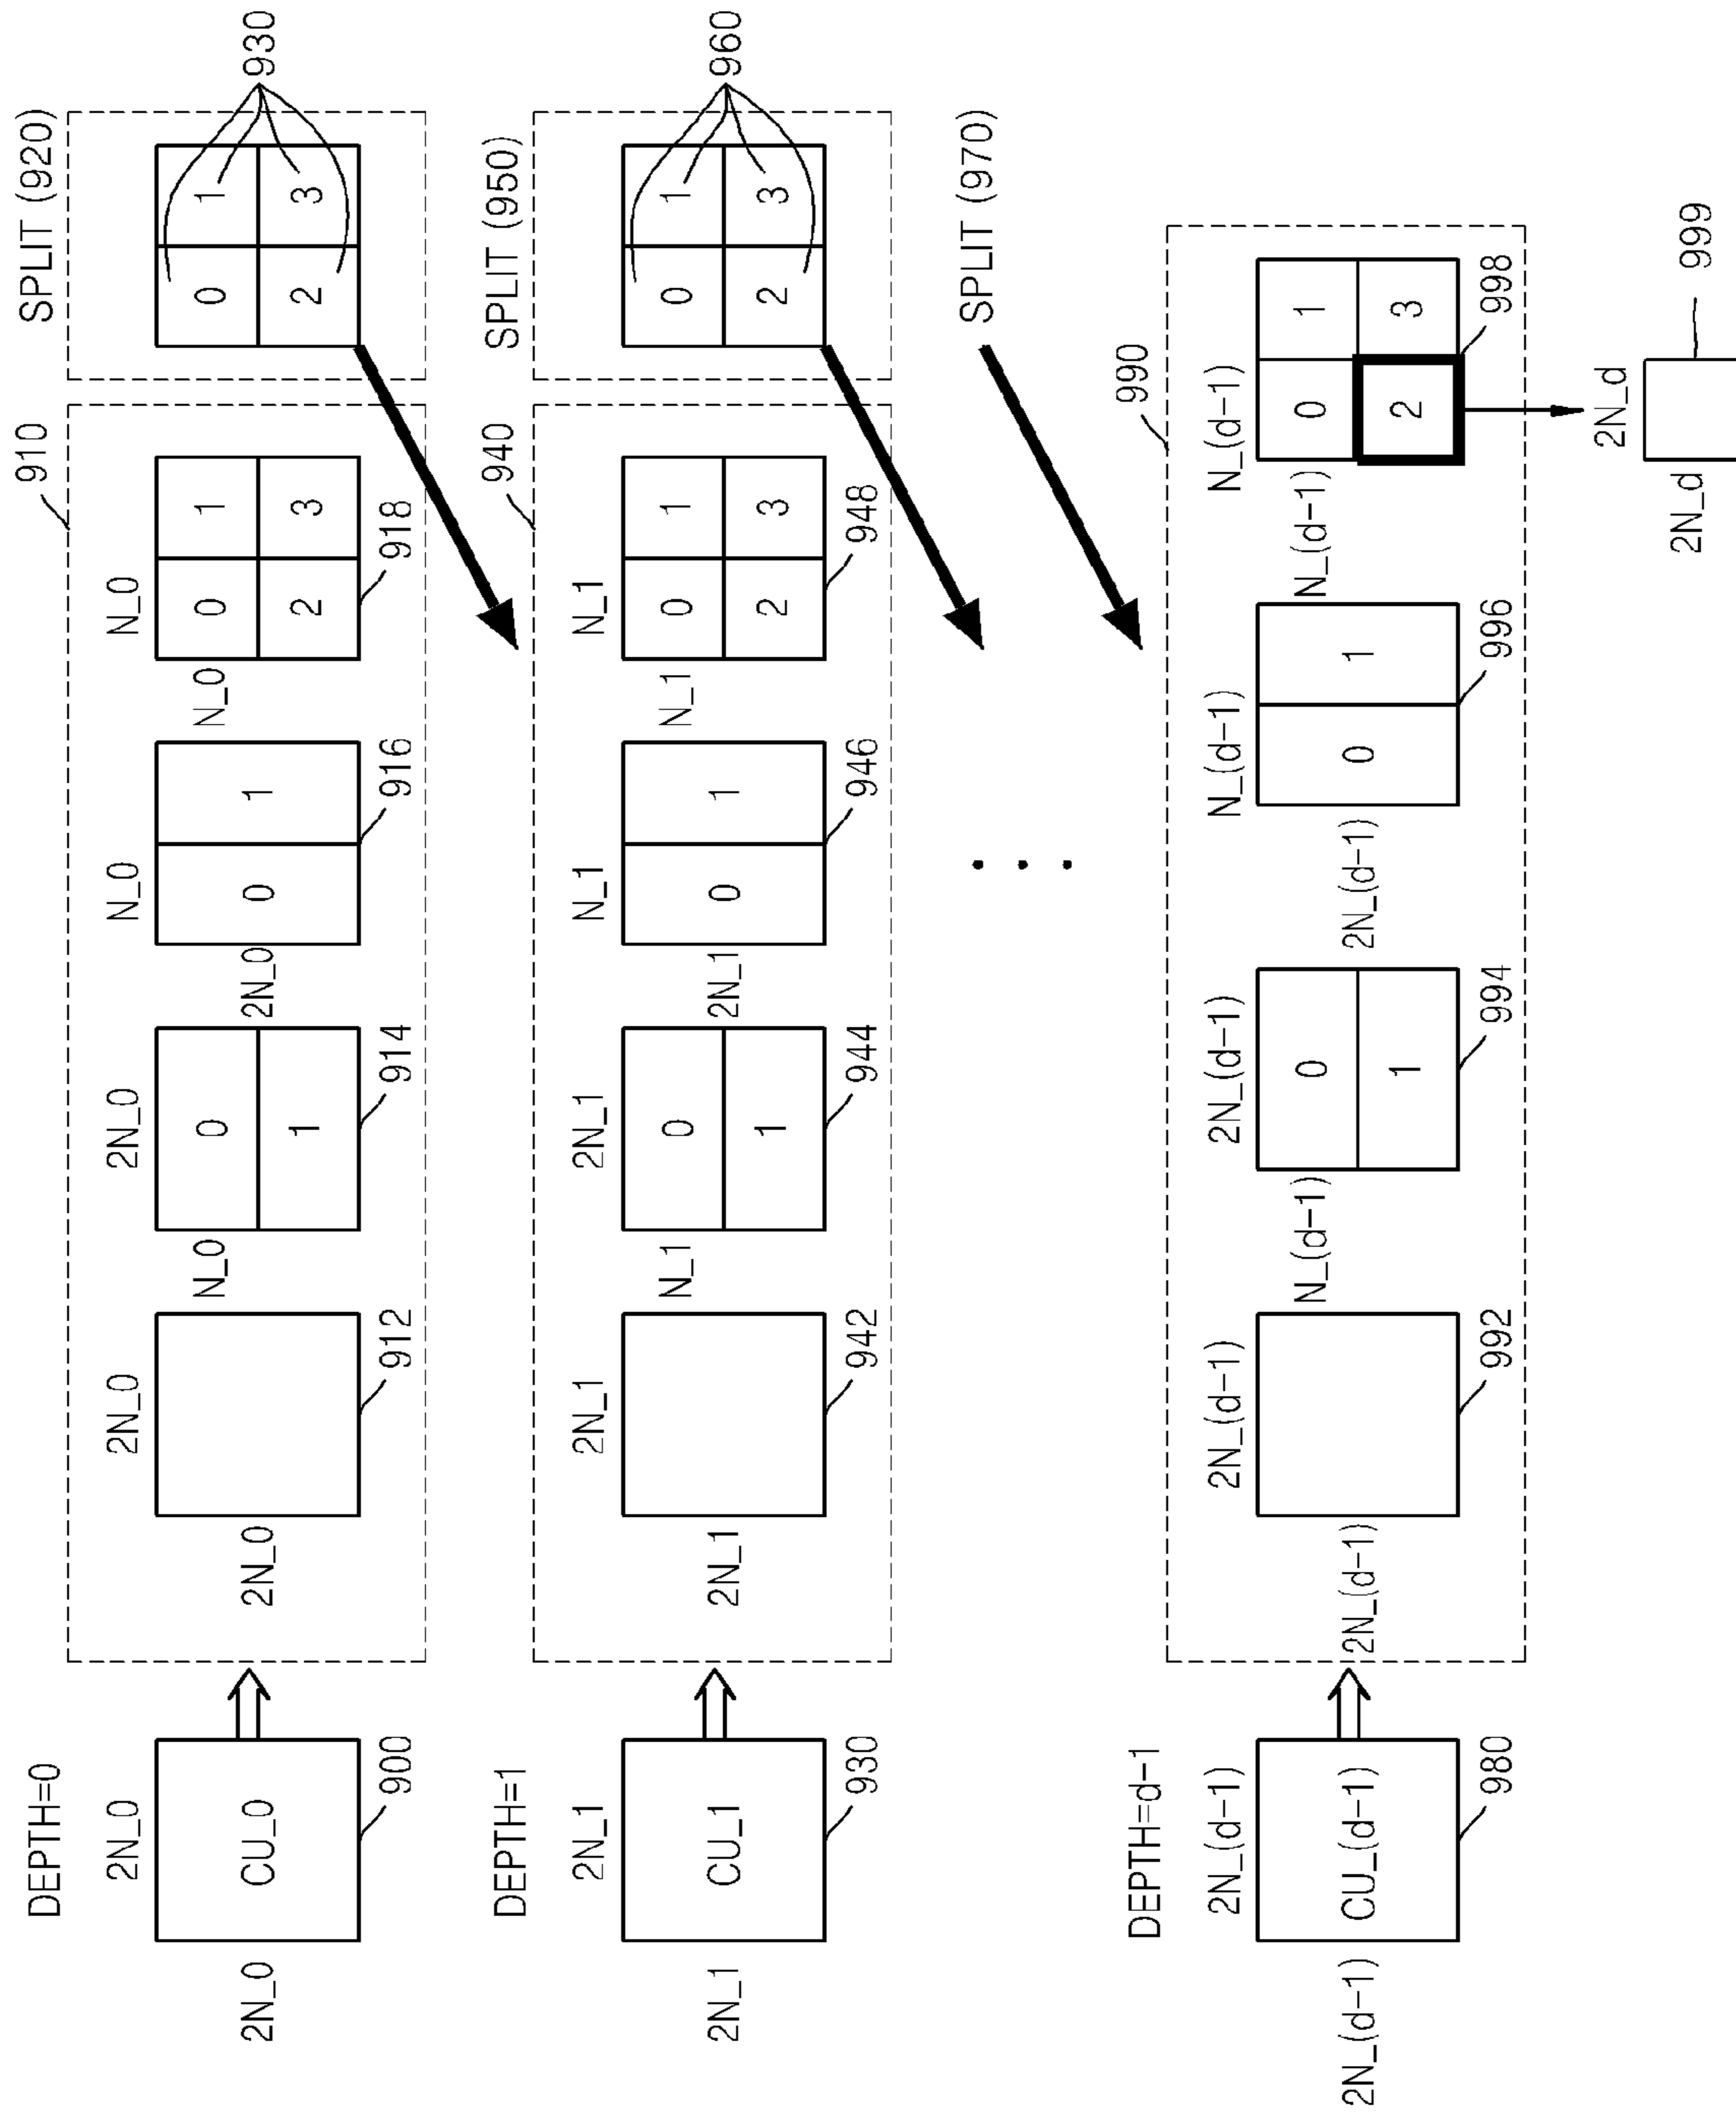 DEPTH=0
2N_0
2N_0
CU_0
900
910
2N_0
2N_0
912
2N_0
N_0
0
1
914
N_0
2N_0
0
1
916
N_0
N_0
0
1
2
3
918
SPLIT (920)
0
1
2
3
930
DEPTH=1
2N_1
2N_1
CU_1
930
940
2N_1
2N_1
942
2N_1
N_1
0
1
944
N_1
2N_1
0
1
946
N_1
N_1
0
1
2
3
948
SPLIT (950)
0
1
2
3
960
SPLIT (970)
DEPTH=d-1
2N_(d-1)
2N_(d-1)
CU_(d-1)
980
990
2N_(d-1)
2N_(d-1)
992
2N_(d-1)
N_(d-1)
0
1
994
N_(d-1)
2N_(d-1)
0
1
996
N_(d-1)
N_(d-1)
0
1
2
3
998
2N_d
2N_d
999